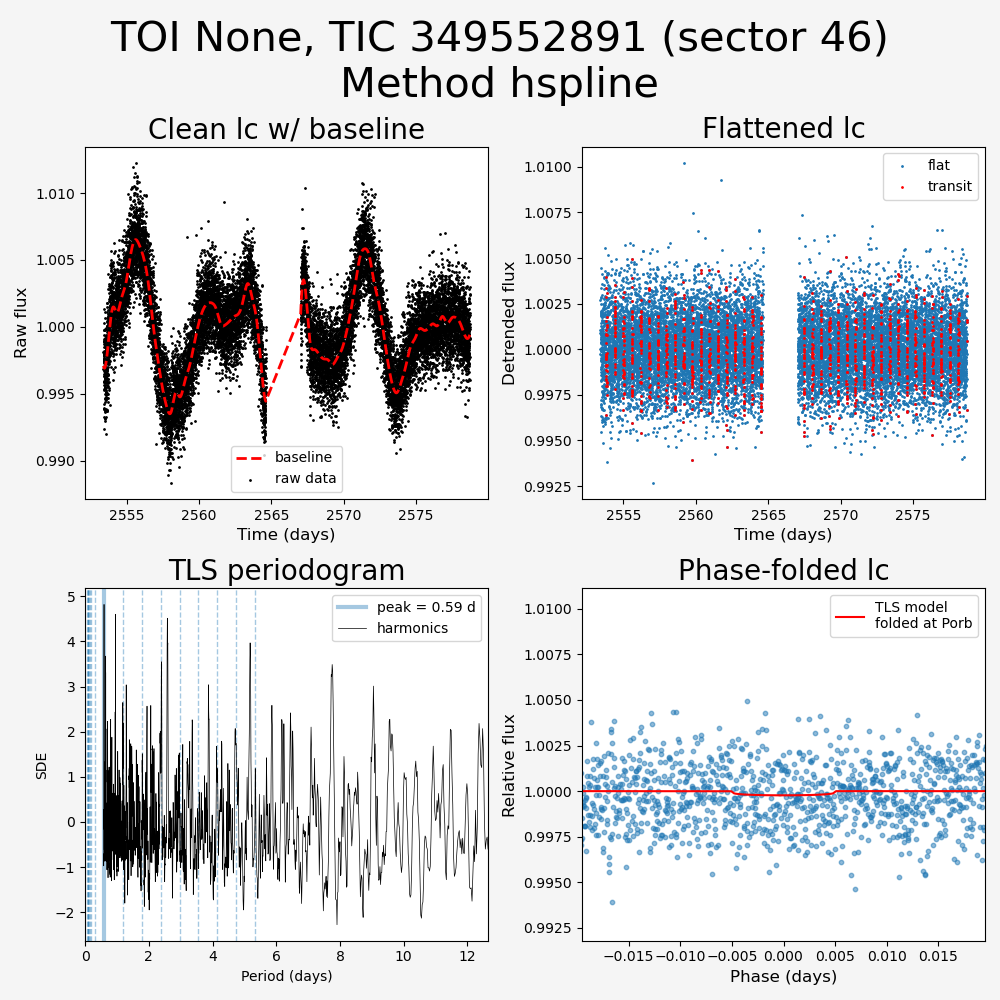 TOI None, TIC 349552891 (sector 46)
Method hspline
Clean lc w/ baseline
Raw flux
1.010
1.005
1.000
0.995
0.990
baseline
raw data
2555 2560 2565 2570 2575
Time (days)
Flattened lc
Detrended flux
1.0100
1.0075
1.0050
1.0025
1.0000
0.9975
0.9950
0.9925
flat
transit
2555 2560 2565 2570 2575
Time (days)
TLS periodogram
SDE
5
4
3
2
1
0
−1
−2
peak = 0.59 d
harmonics
0 2 4 6 8 10 12
Period (days)
Phase-folded lc
Relative flux
1.0100
1.0075
1.0050
1.0025
1.0000
0.9975
0.9950
0.9925
TLS model
folded at Porb
−0.015 −0.010 −0.005 0.000 0.005 0.010 0.015
Phase (days)